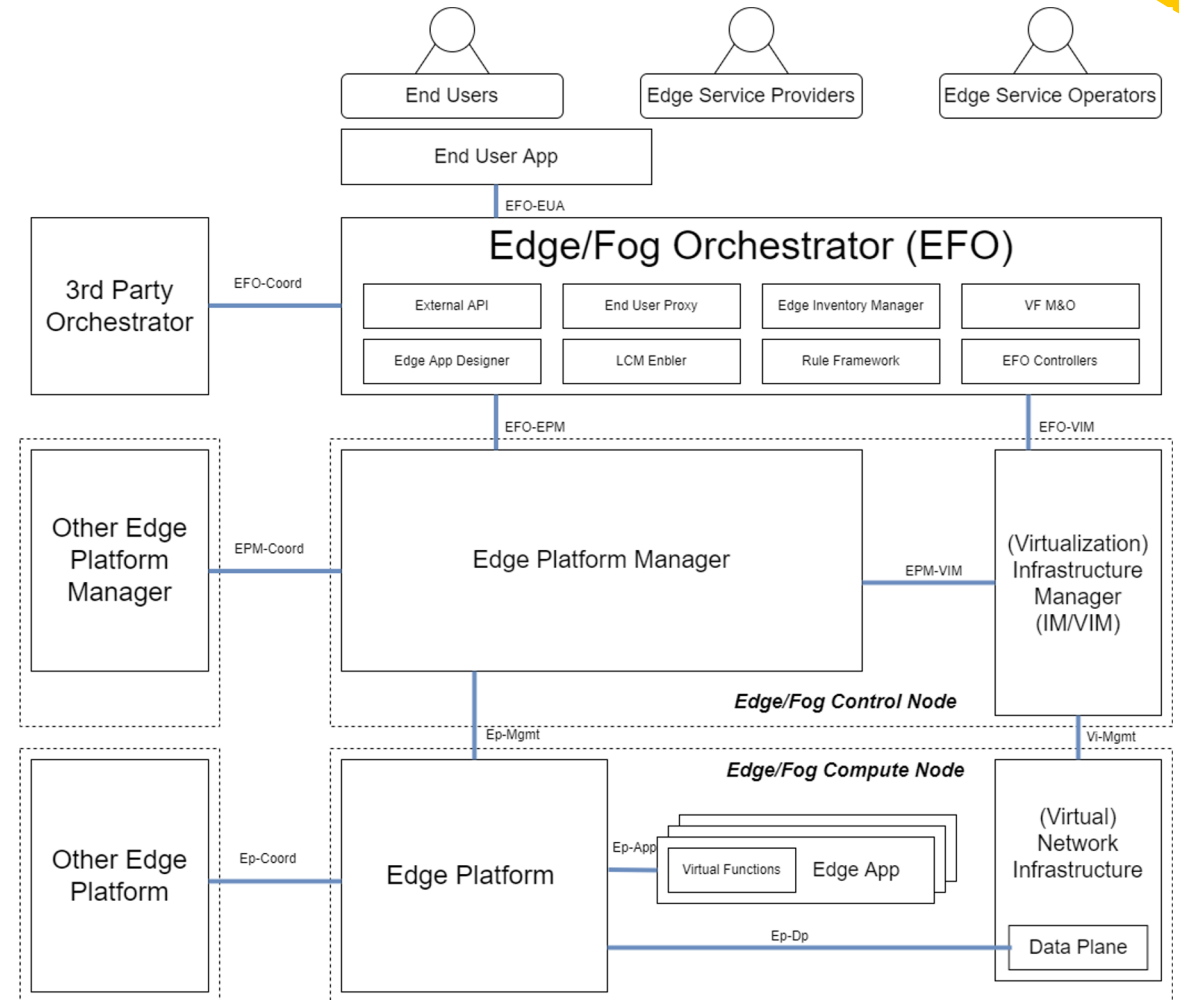 End Users
Edge Service Providers
Edge Service Operators
End User App
EFO-EUA
Edge/Fog Orchestrator (EFO)
3rd Party
Orchestrator
EFO-Coord
External API
End User Proxy
Edge Inventory Manager
VF M&O
Edge App Designer
LCM Enbler
Rule Framework
EFO Controllers
EFO-EPM
EFO-VIM
Other Edge
Platform
Manager
EPM-Coord
Edge Platform Manager
EPM-VIM
(Virtualization)
Infrastructure
Manager
(IM/VIM)
Edge/Fog Control Node
Ep-Mgmt
Vi-Mgmt
Edge/Fog Compute Node
Other Edge
Platform
Ep-Coord
Edge Platform
Ep-App
Virtual Functions
Edge App
(Virtual)
Network
Infrastructure
Ep-Dp
Data Plane